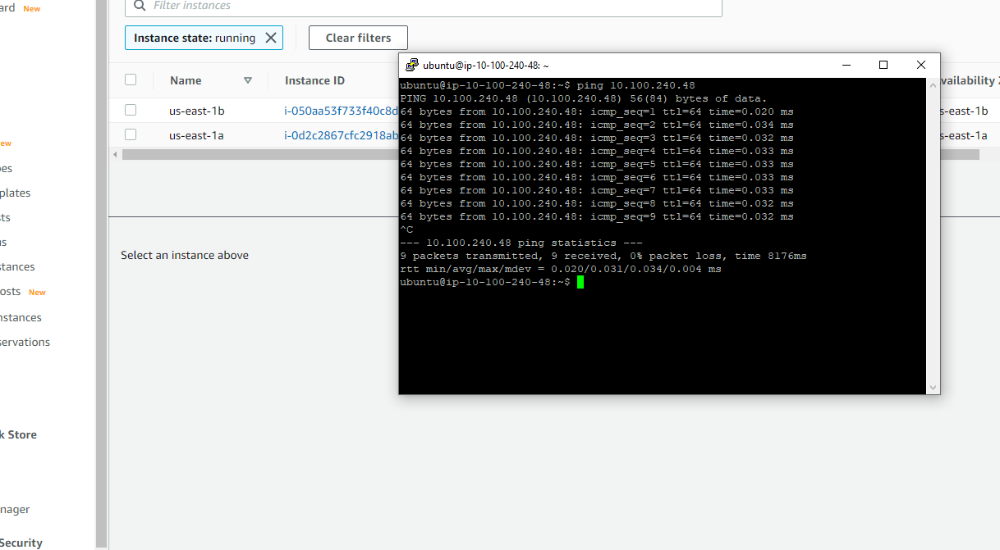 ard New
Filter instances
Instance state: running
Clear filters
Name
Instance ID
vailability Z
us-east-1b
i-050aa53f733f40c8d
s-east-1b
us-east-1a
i-0d2c2867cfc2918ab
s-east-1a
ew
es
plates
sts
s
stances
osts New
nstances
servations
k Store
nager
Security
Select an instance above
ubuntu@ip-10-100-240-48: ~
ubuntu@ip-10-100-240-48:~$ ping 10.100.240.48
PING 10.100.240.48 (10.100.240.48) 56(84) bytes of data.
64 bytes from 10.100.240.48: icmp_seq=1 ttl=64 time=0.020 ms
64 bytes from 10.100.240.48: icmp_seq=2 ttl=64 time=0.034 ms
64 bytes from 10.100.240.48: icmp_seq=3 ttl=64 time=0.032 ms
64 bytes from 10.100.240.48: icmp_seq=4 ttl=64 time=0.033 ms
64 bytes from 10.100.240.48: icmp_seq=5 ttl=64 time=0.033 ms
64 bytes from 10.100.240.48: icmp_seq=6 ttl=64 time=0.033 ms
64 bytes from 10.100.240.48: icmp_seq=7 ttl=64 time=0.033 ms
64 bytes from 10.100.240.48: icmp_seq=8 ttl=64 time=0.032 ms
64 bytes from 10.100.240.48: icmp_seq=9 ttl=64 time=0.032 ms
^C
--- 10.100.240.48 ping statistics ---
9 packets transmitted, 9 received, 0% packet loss, time 8176ms
rtt min/avg/max/mdev = 0.020/0.031/0.034/0.004 ms
ubuntu@ip-10-100-240-48:~$